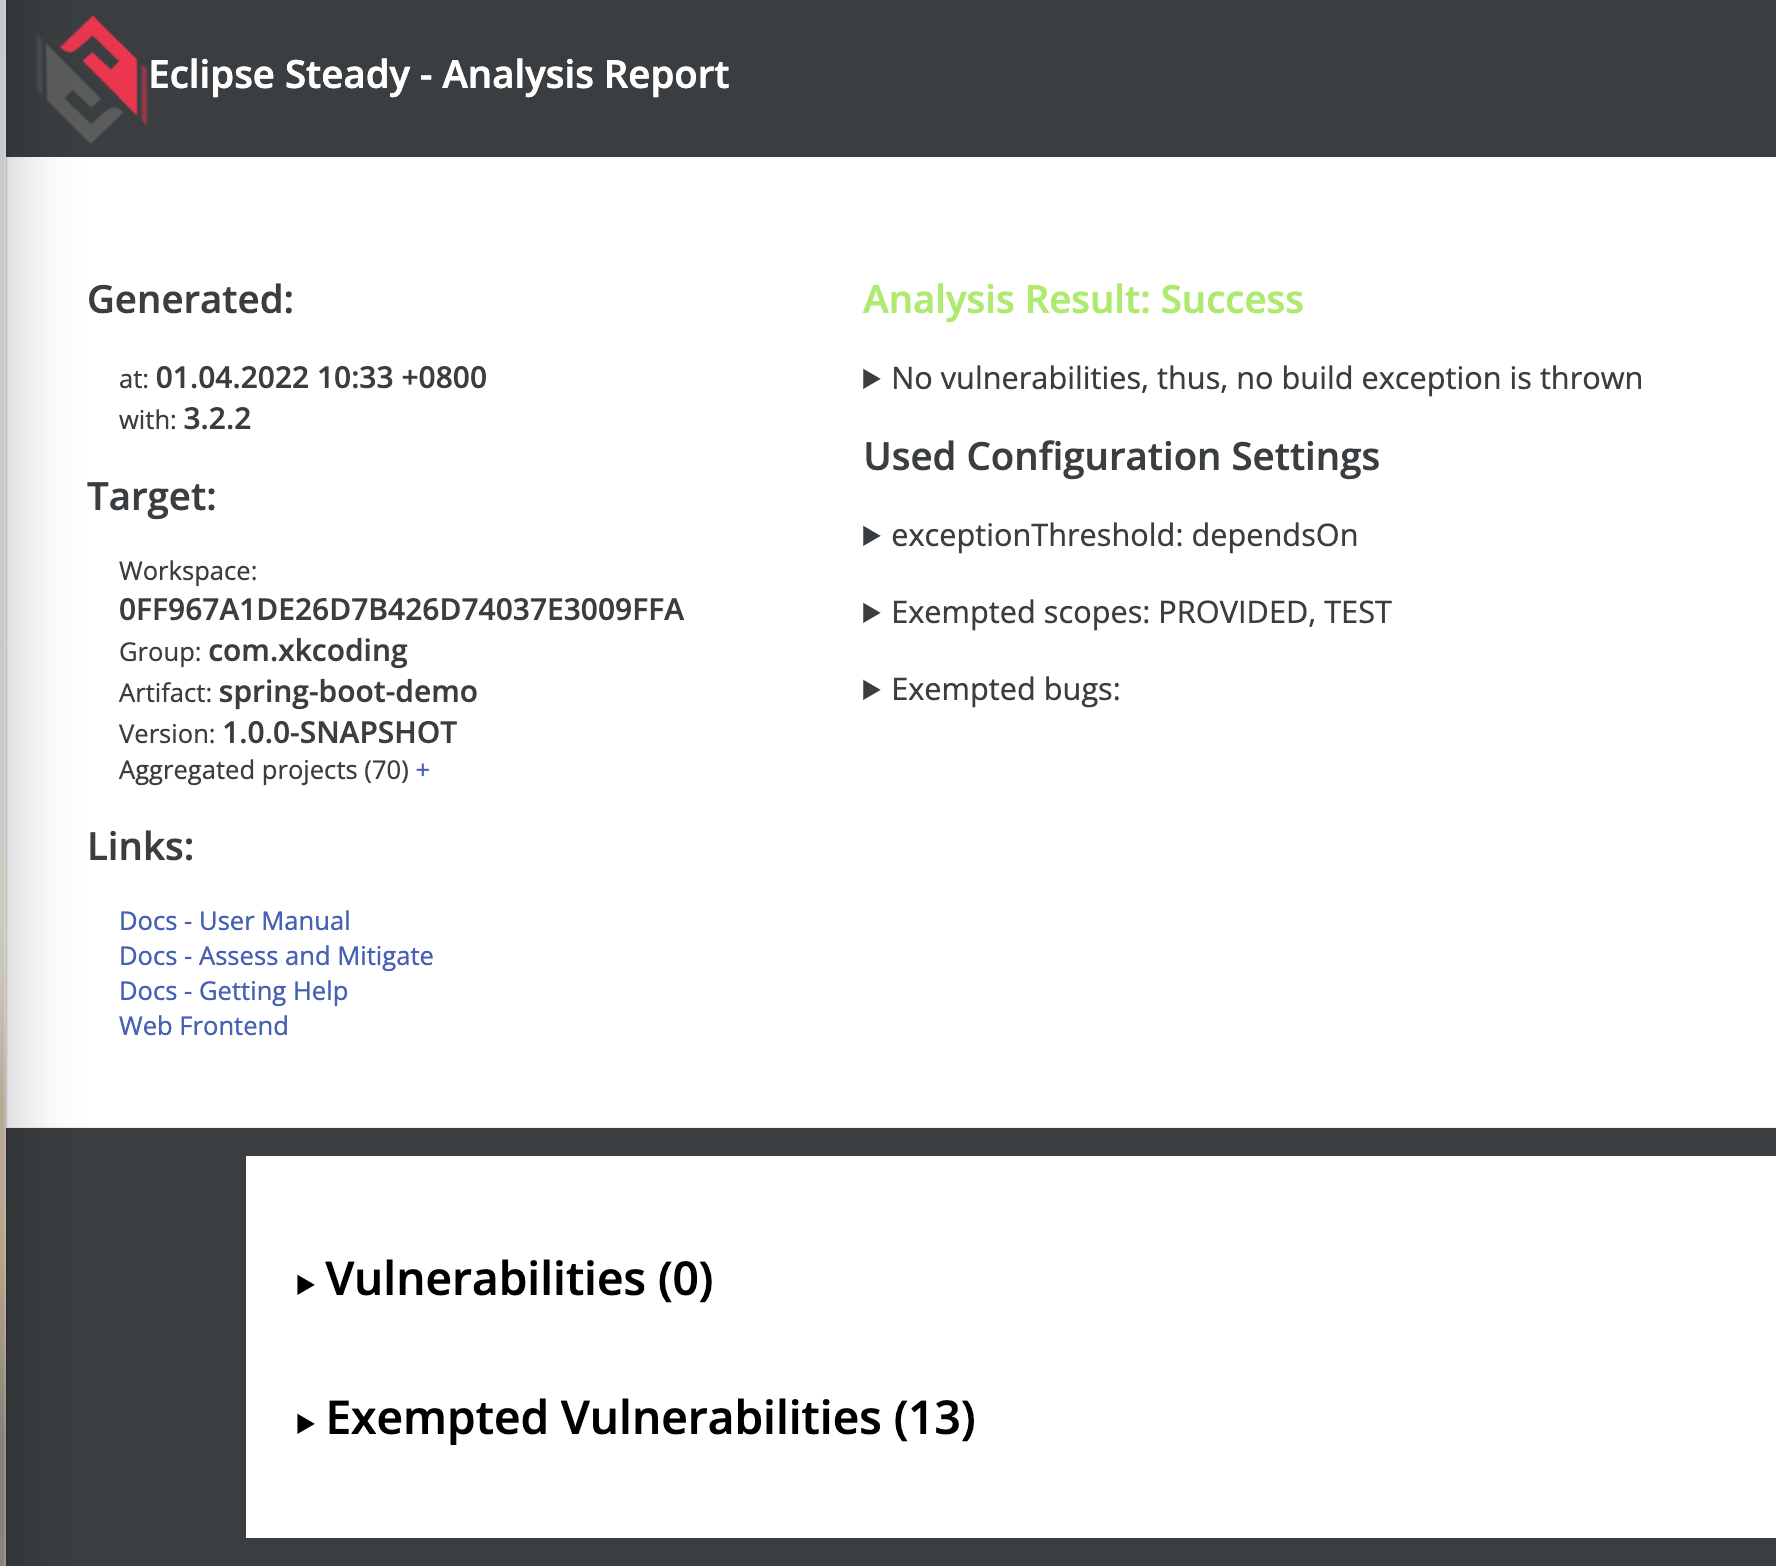 Eclipse Steady - Analysis Report
Generated:
at: 01.04.2022 10:33 +0800
with: 3.2.2
Target:
Workspace:
0FF967A1DE26D7B426D74037E3009FFA
Group: com.xkcoding
Artifact: spring-boot-demo
Version: 1.0.0-SNAPSHOT
Aggregated projects (70) +
Links:
Docs - User Manual
Docs - Assess and Mitigate
Docs - Getting Help
Web Frontend
Analysis Result: Success
No vulnerabilities, thus, no build exception is thrown
Used Configuration Settings
exceptionThreshold: dependsOn
Exempted scopes: PROVIDED, TEST
Exempted bugs:
Vulnerabilities (0)
Exempted Vulnerabilities (13)